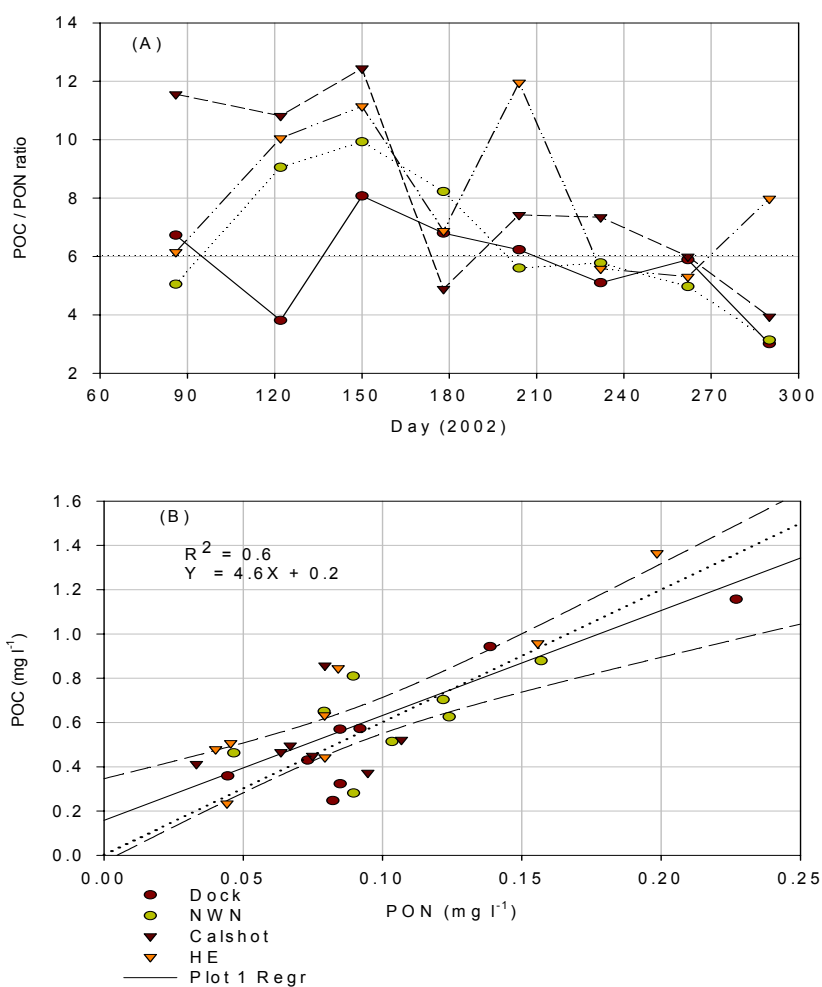 14
12
10
8
6
4
2
(A)
POC / PON ratio
60 90 120 150 180 210 240 270 300
Day (2002)
1.6
1.4
1.2
1.0
0.8
0.6
0.4
0.2
0.0
(B)
R² = 0.6
Y = 4.6X + 0.2
POC (mg l⁻¹)
0.00 0.05 0.10 0.15 0.20 0.25
PON (mg l⁻¹)
Dock
NWN
Calshot
HE
Plot 1 Regr